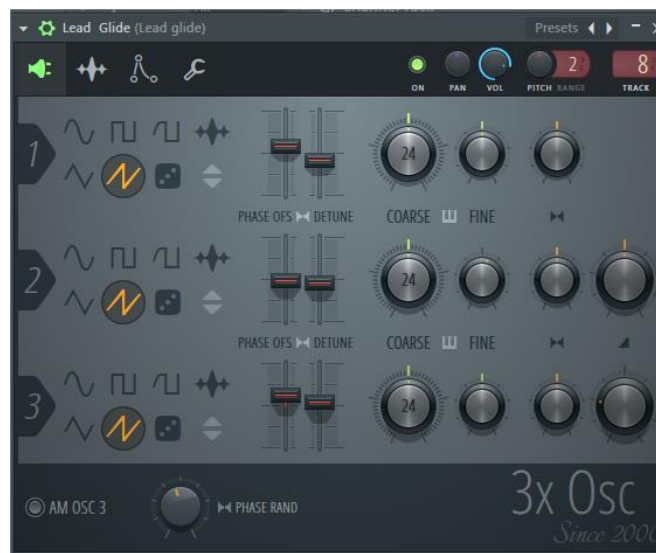 Lead Glide (Lead glide) Presets
ON PAN VOL PITCH RANGE TRACK
2 8
1 24
PHASE OFS DETUNE COARSE FINE
2 24
PHASE OFS DETUNE COARSE FINE
3 24
AM OSC 3 PHASE RAND 3x Osc
Since 2000